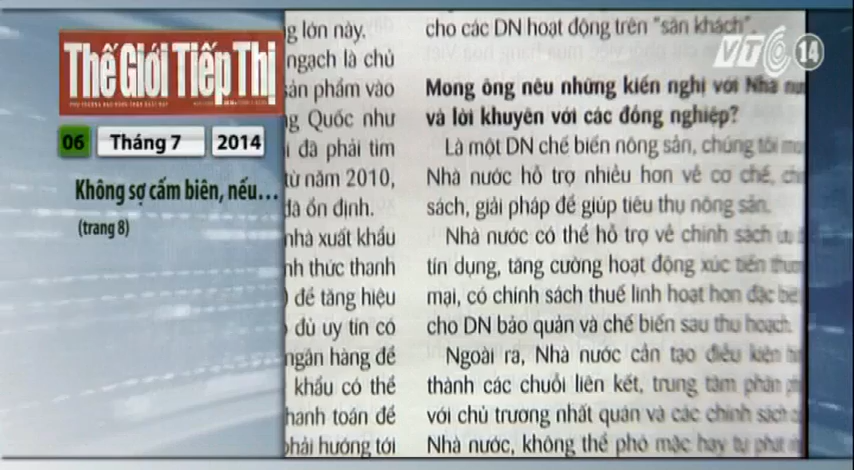 Thế Giới Tiếp Thị
06 Tháng 7 2014
Không sợ cấm biên, nếu...
(trang 8)
VTC14
lớn này.
ngạch là chủ
sản phẩm vào
Quốc như
đã phải tìm
từ năm 2010,
đã ổn định.
nhà xuất khẩu
thức thanh
để tăng hiệu
đủ uy tín có
ngân hàng để
khẩu có thể
thanh toán để
phải hướng tới
cho các DN hoạt động trên "sân khách".
Mong ông nêu những kiến nghị với Nhà
và lời khuyên với các đồng nghiệp?
Là một DN chế biến nông sản, chúng tôi
Nhà nước hỗ trợ nhiều hơn về cơ chế,
sách, giải pháp để giúp tiêu thụ nông sản.
Nhà nước có thể hỗ trợ về chính sách
tín dụng, tăng cường hoạt động xúc tiến
mại, có chính sách thuế linh hoạt hơn đặc
cho DN bảo quản và chế biến sau thu hoạch.
Ngoài ra, Nhà nước cần tạo điều kiện
thành các chuỗi liên kết, trung tâm phân
với chủ trương nhất quán và các chính sách
Nhà nước, không thể phó mặc hay tự phát